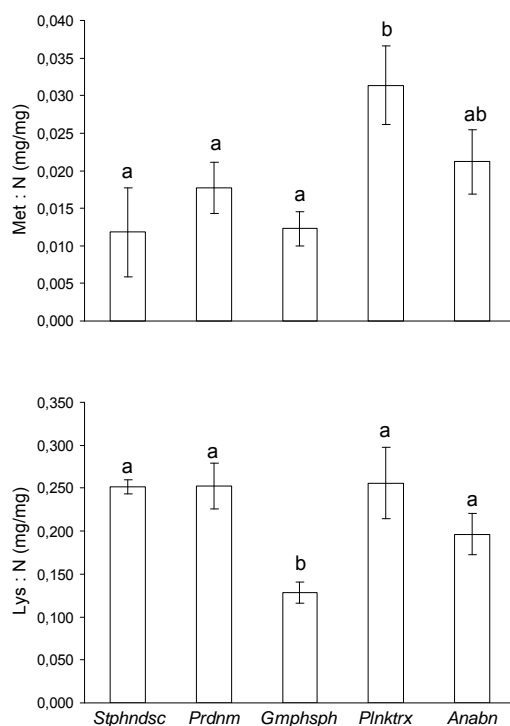 Met : N (mg/mg)
0,040
0,035
0,030
0,025
0,020
0,015
0,010
0,005
0,000
a
a
a
b
ab
Lys : N (mg/mg)
0,350
0,300
0,250
0,200
0,150
0,100
0,050
0,000
a
a
b
a
a
Stphndsc Prdnm Gmphsph Plnktrx Anabn